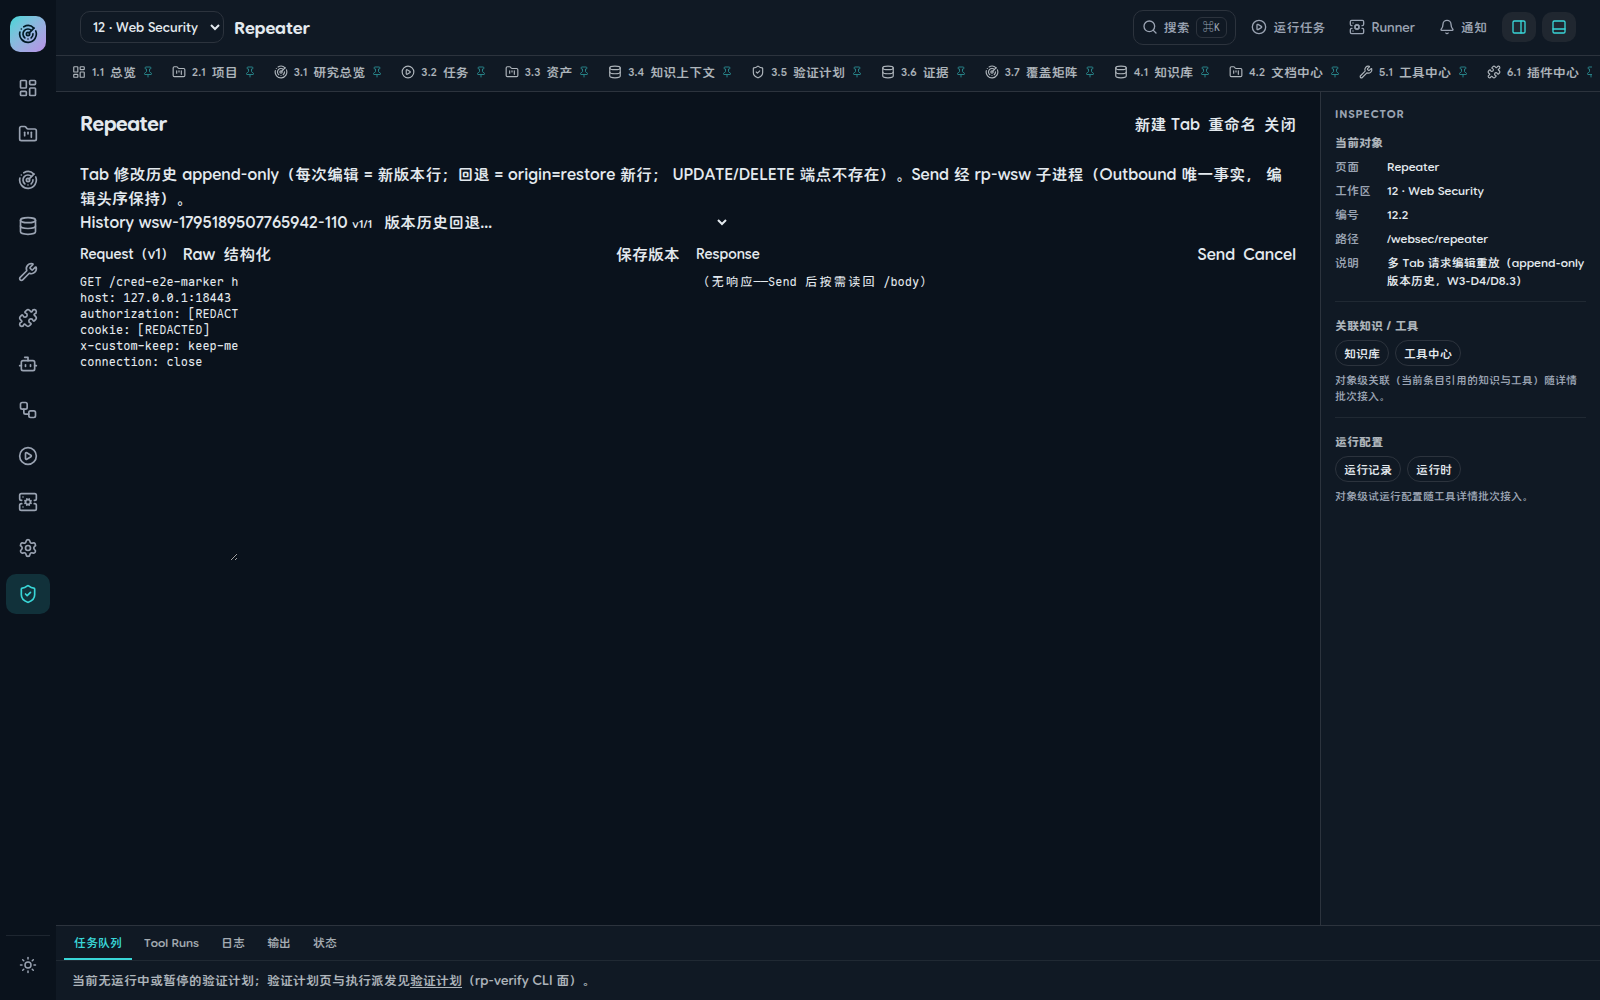 12 · Web Security
Repeater
搜索 ⌘K
运行任务
Runner
通知
1.1 总览
2.1 项目
3.1 研究总览
3.2 任务
3.3 资产
3.4 知识上下文
3.5 验证计划
3.6 证据
3.7 覆盖矩阵
4.1 知识库
4.2 文档中心
5.1 工具中心
6.1 插件中心
Repeater
新建 Tab 重命名 关闭
Tab 修改历史 append-only（每次编辑 = 新版本行；回退 = origin=restore 新行； UPDATE/DELETE 端点不存在）。Send 经 rp-wsw 子进程（Outbound 唯一事实， 编
辑头序保持）。
History wsw-1795189507765942-110 v1/1 版本历史回退...
Request（v1） Raw 结构化 保存版本
Response Send Cancel
GET /cred-e2e-marker h
host: 127.0.0.1:18443
authorization: [REDACT
cookie: [REDACTED]
x-custom-keep: keep-me
connection: close
（无响应——Send 后按需读回 /body）
INSPECTOR
当前对象
页面 Repeater
工作区 12 · Web Security
编号 12.2
路径 /websec/repeater
说明 多 Tab 请求编辑重放（append-only
版本历史，W3-D4/D8.3）
关联知识 / 工具
知识库 工具中心
对象级关联（当前条目引用的知识与工具）随详情
批次接入。
运行配置
运行记录 运行时
对象级试运行配置随工具详情批次接入。
任务队列 Tool Runs 日志 输出 状态
当前无运行中或暂停的验证计划；验证计划页与执行派发见验证计划（rp-verify CLI 面）。